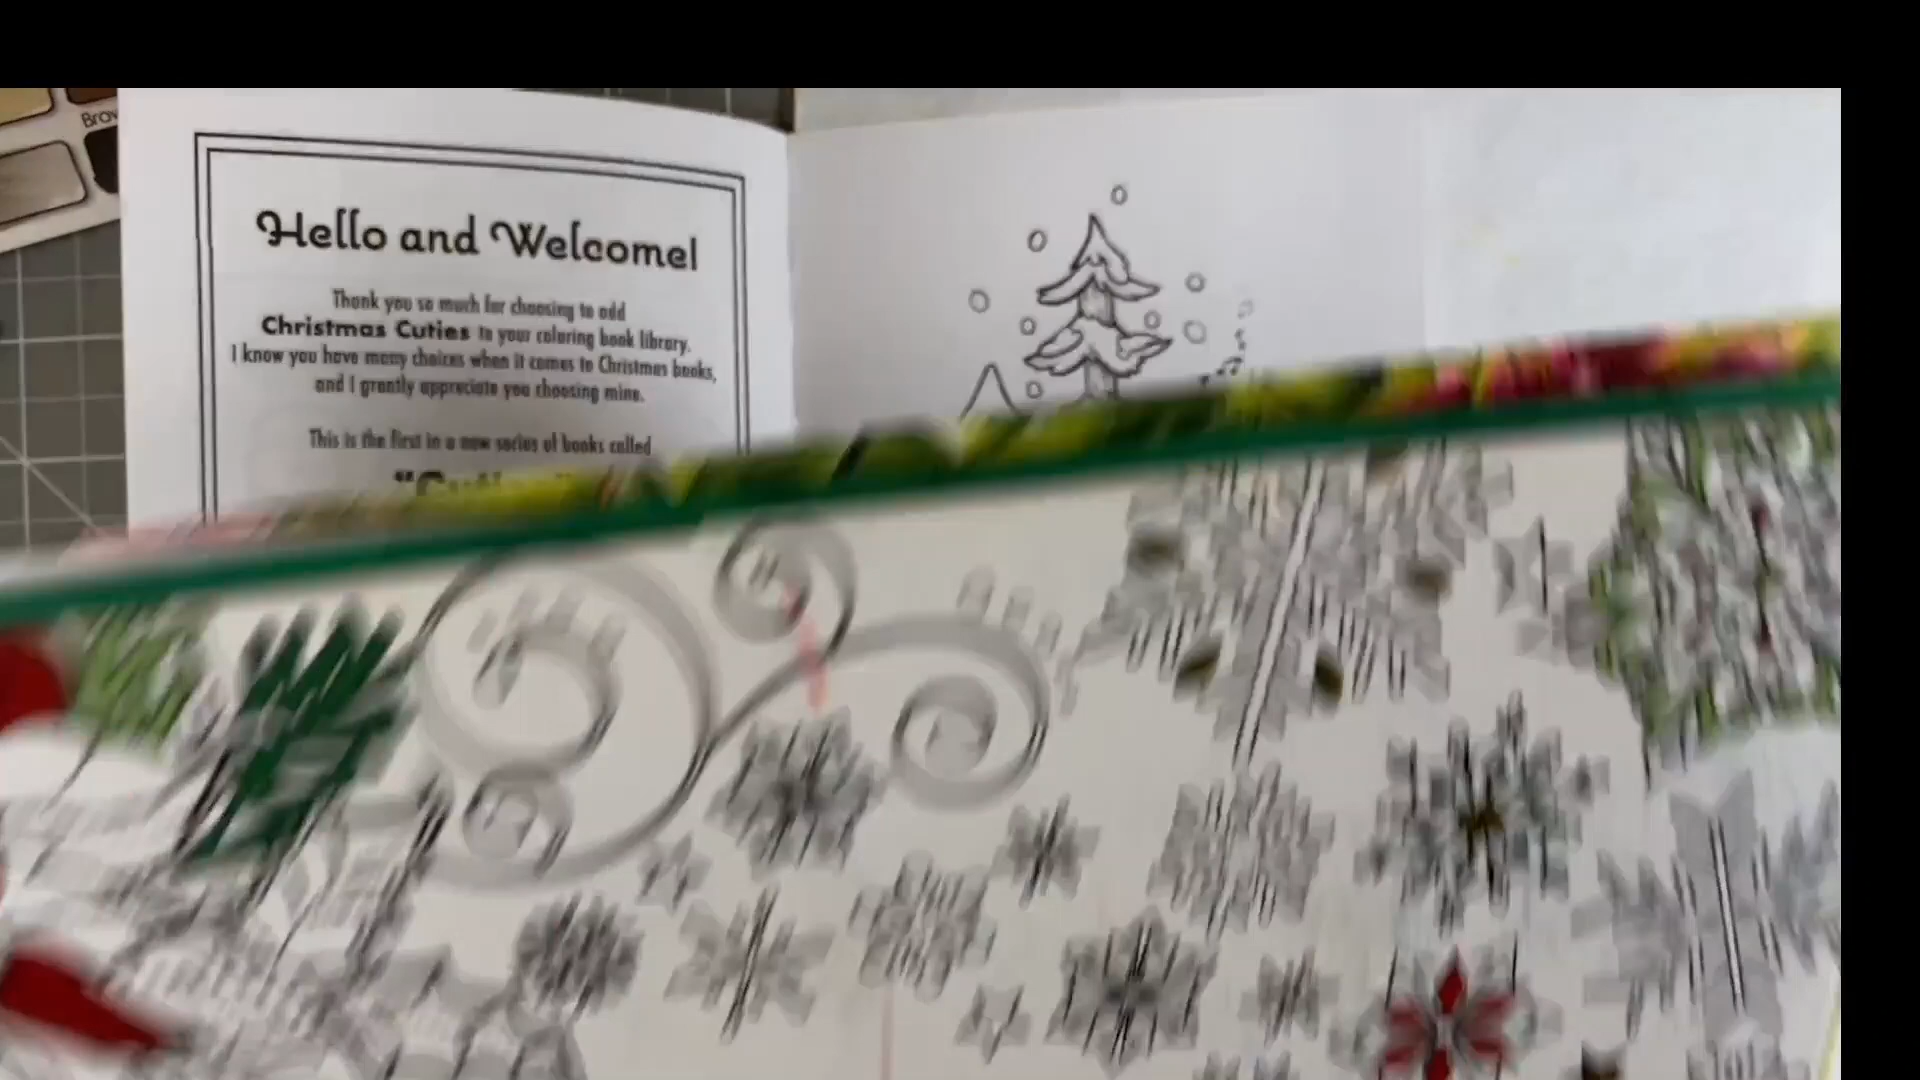 Brow
Hello and Welcome!
Thank you so much for choosing to add
Christmas Cuties to your coloring book library.
I know you have many choices when it comes to Christmas books,
and I greatly appreciate you choosing mine.
This is the first in a new series of books called